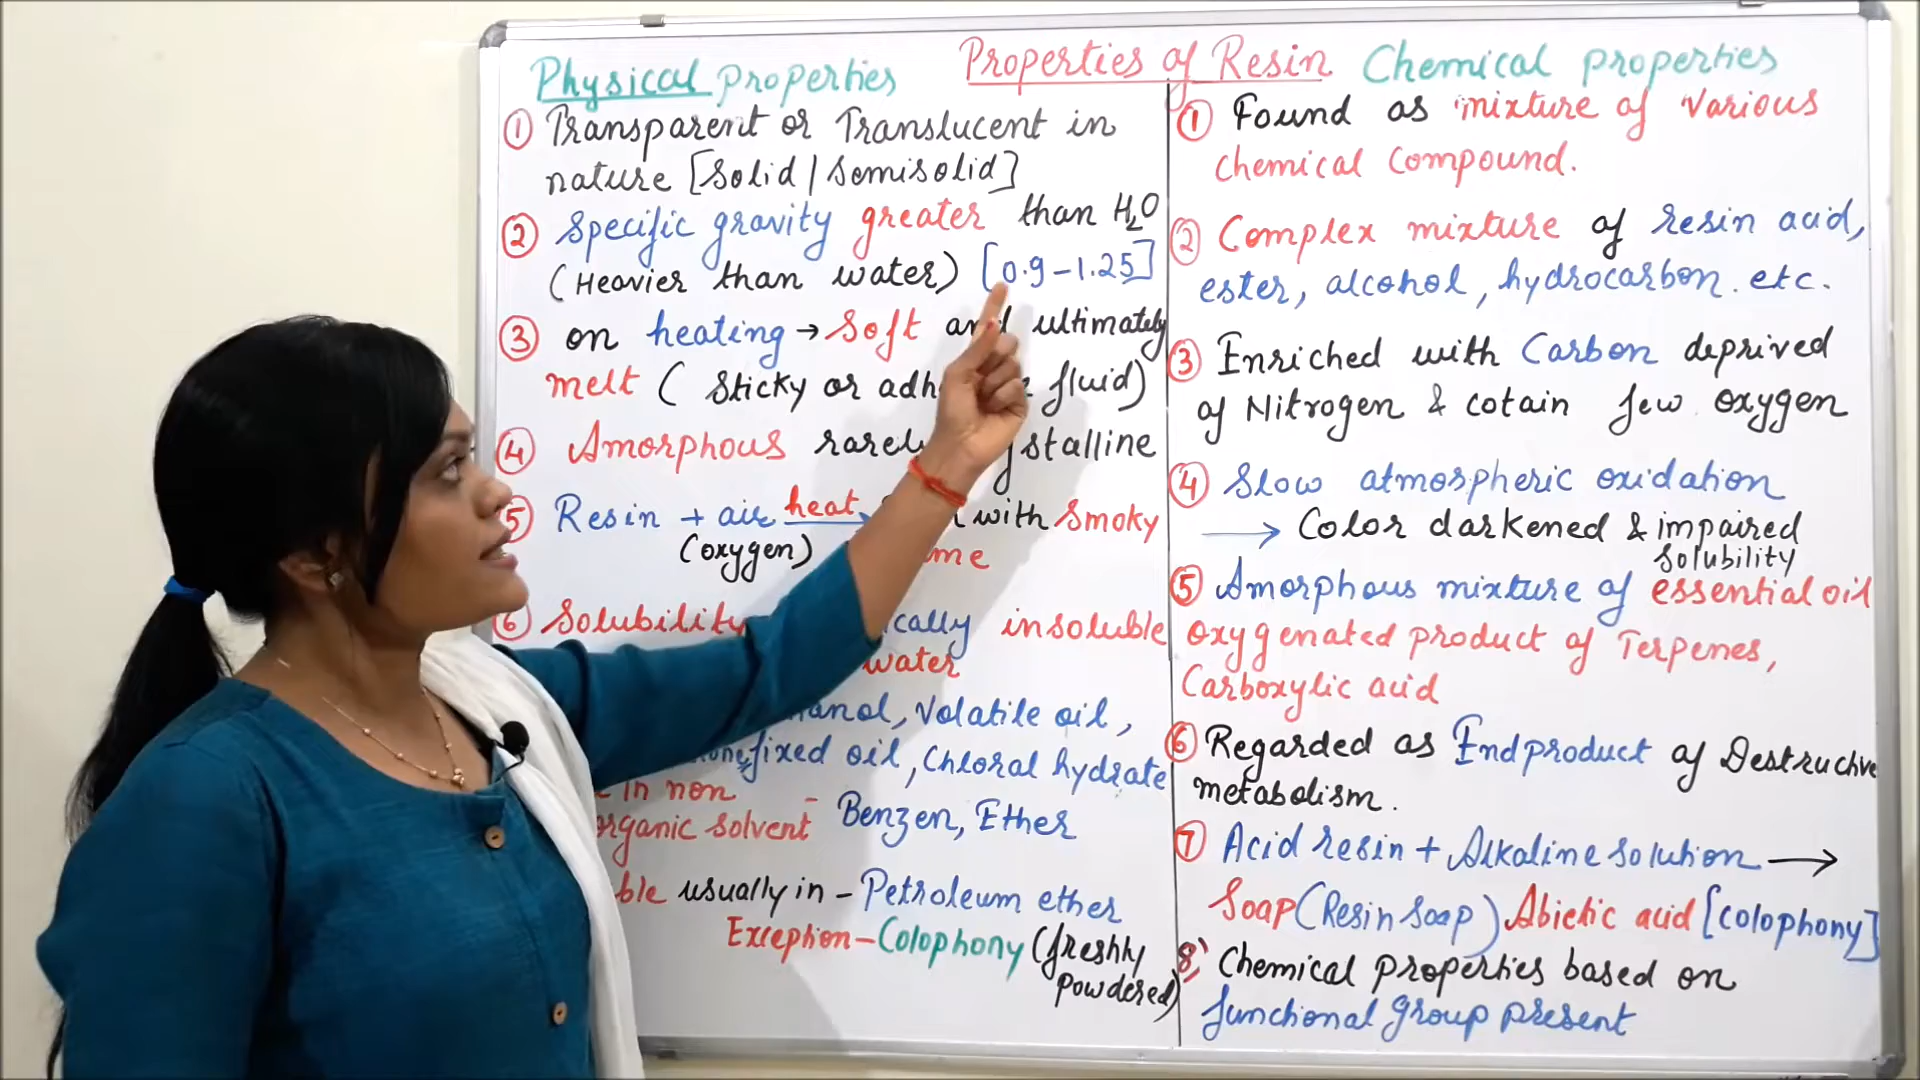 Properties of Resin
Physical properties
① Transparent or Translucent in
nature [Solid / Semisolid]
② Specific gravity greater than H₂O
(Heavier than water) [0.9 – 1.25]
③ on heating → Soft and ultimately
melt ( Sticky or fluid)
④ Amorphous
⑤ Resin + air heat with Smoky
(oxygen)
⑥ Solubility insoluble
water
Volatile oil,
fixed oil, Chloral hydrate
in non – Benzen, Ether
organic solvent
usually in – Petroleum ether
Exception – Colophony (freshly
powdered)
Chemical properties
① Found as mixture of various
chemical compound.
② Complex mixture of resin acid,
ester, alcohol, hydrocarbon. etc.
③ Enriched with Carbon deprived
of Nitrogen & cotain few oxygen
④ Slow atmospheric oxidation
→ Color darkened & impaired
solubility
⑤ Amorphous mixture of essential oil
oxygenated product of Terpenes,
Carboxylic acid
⑥ Regarded as End product of Destructive
metabolism.
⑦ Acid resin + Alkaline solution →
Soap (Resin soap) Abietic acid [colophony]
8, Chemical properties based on
functional Group present